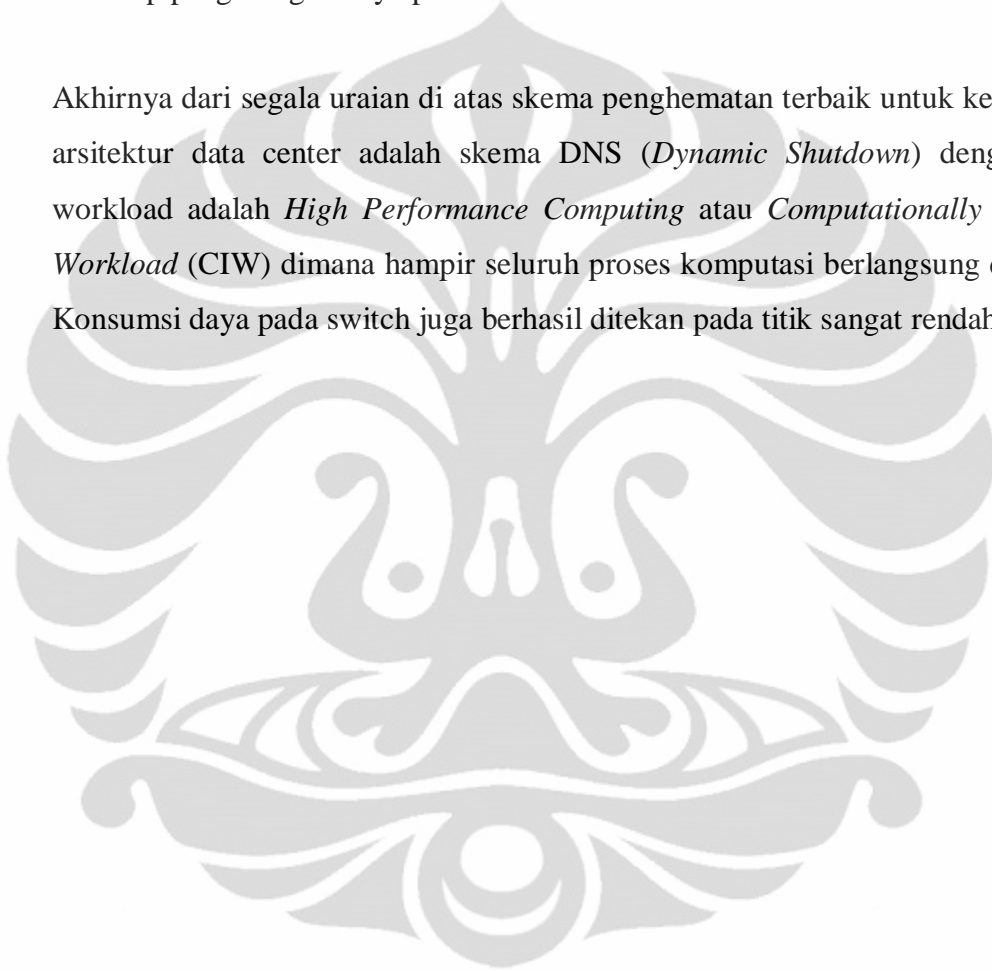 Akhirnya dari segala uraian di atas skema penghematan terbaik untuk ke
arsitektur data center adalah skema DNS (Dynamic Shutdown) deng
workload adalah High Performance Computing atau Computationally
Workload (CIW) dimana hampir seluruh proses komputasi berlangsung
Konsumsi daya pada switch juga berhasil ditekan pada titik sangat rendah